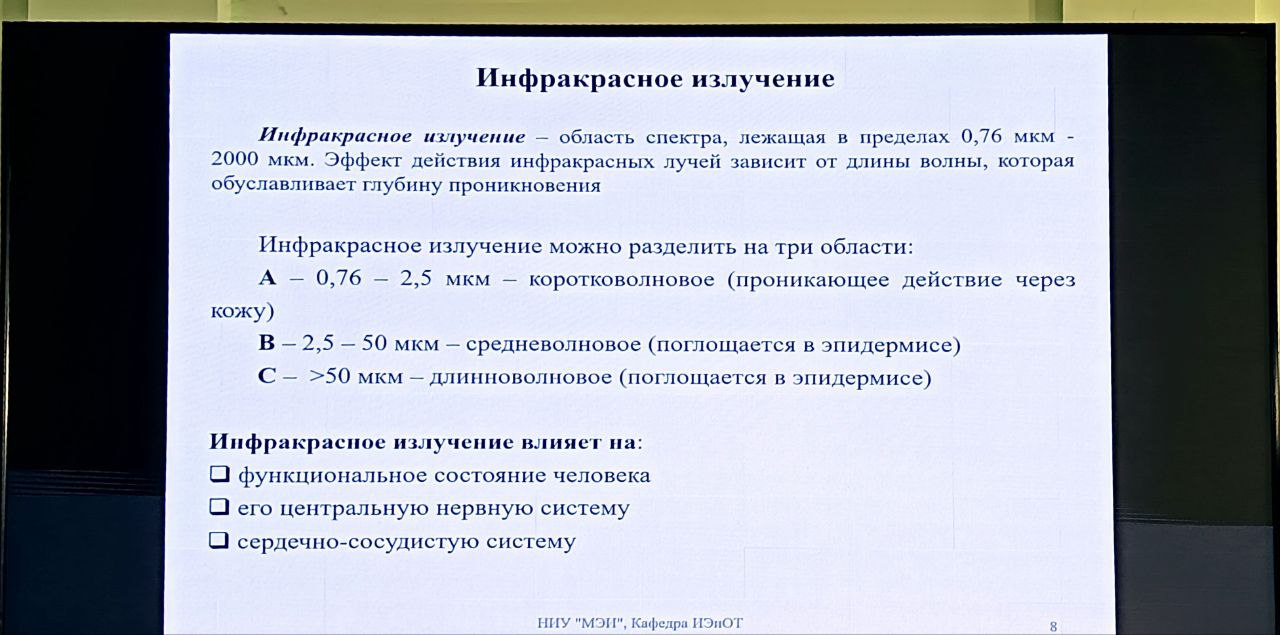 Инфракрасное излучение
Инфракрасное излучение – область спектра, лежащая в пределах 0,76 мкм -
2000 мкм. Эффект действия инфракрасных лучей зависит от длины волны, которая
обуславливает глубину проникновения
Инфракрасное излучение можно разделить на три области:
А – 0,76 – 2,5 мкм – коротковолновое (проникающее действие через
кожу)
В – 2,5 – 50 мкм – средневолновое (поглощается в эпидермисе)
С – >50 мкм – длинноволновое (поглощается в эпидермисе)
Инфракрасное излучение влияет на:
❑ функциональное состояние человека
❑ его центральную нервную систему
❑ сердечно-сосудистую систему
НИУ "МЭИ", Кафедра ИЭиОТ
8